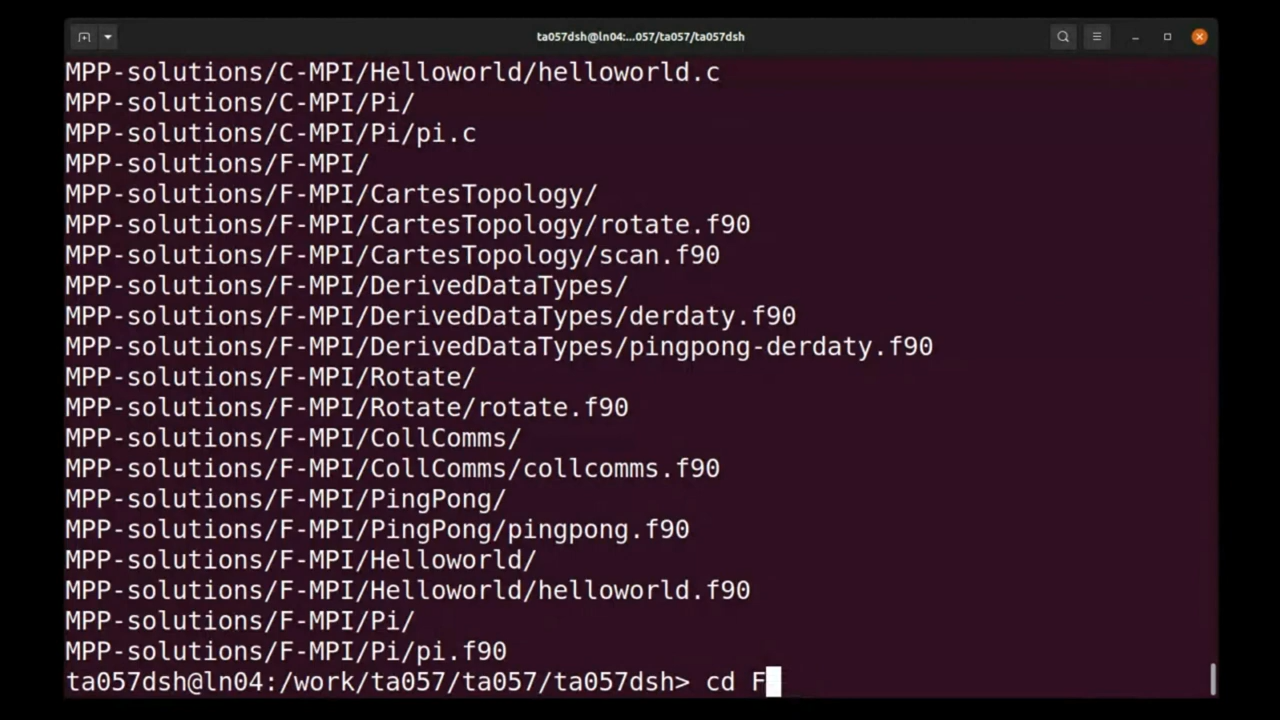 ta057dsh@ln04:...057/ta057/ta057dsh
MPP-solutions/C-MPI/Helloworld/helloworld.c
MPP-solutions/C-MPI/Pi/
MPP-solutions/C-MPI/Pi/pi.c
MPP-solutions/F-MPI/
MPP-solutions/F-MPI/CartesTopology/
MPP-solutions/F-MPI/CartesTopology/rotate.f90
MPP-solutions/F-MPI/CartesTopology/scan.f90
MPP-solutions/F-MPI/DerivedDataTypes/
MPP-solutions/F-MPI/DerivedDataTypes/derdaty.f90
MPP-solutions/F-MPI/DerivedDataTypes/pingpong-derdaty.f90
MPP-solutions/F-MPI/Rotate/
MPP-solutions/F-MPI/Rotate/rotate.f90
MPP-solutions/F-MPI/CollComms/
MPP-solutions/F-MPI/CollComms/collcomms.f90
MPP-solutions/F-MPI/PingPong/
MPP-solutions/F-MPI/PingPong/pingpong.f90
MPP-solutions/F-MPI/Helloworld/
MPP-solutions/F-MPI/Helloworld/helloworld.f90
MPP-solutions/F-MPI/Pi/
MPP-solutions/F-MPI/Pi/pi.f90
ta057dsh@ln04:/work/ta057/ta057/ta057dsh> cd F